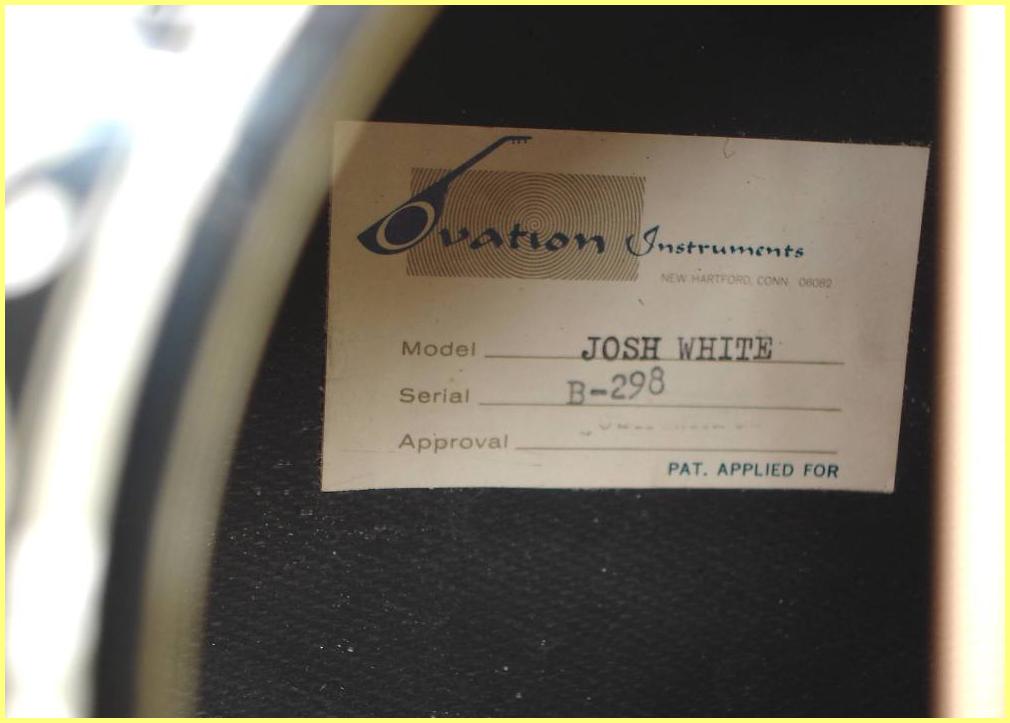 Ovation Instruments
NEW HARTFORD, CONN. 06082
Model JOSH WHITE
Serial B-298
Approval
PAT. APPLIED FOR